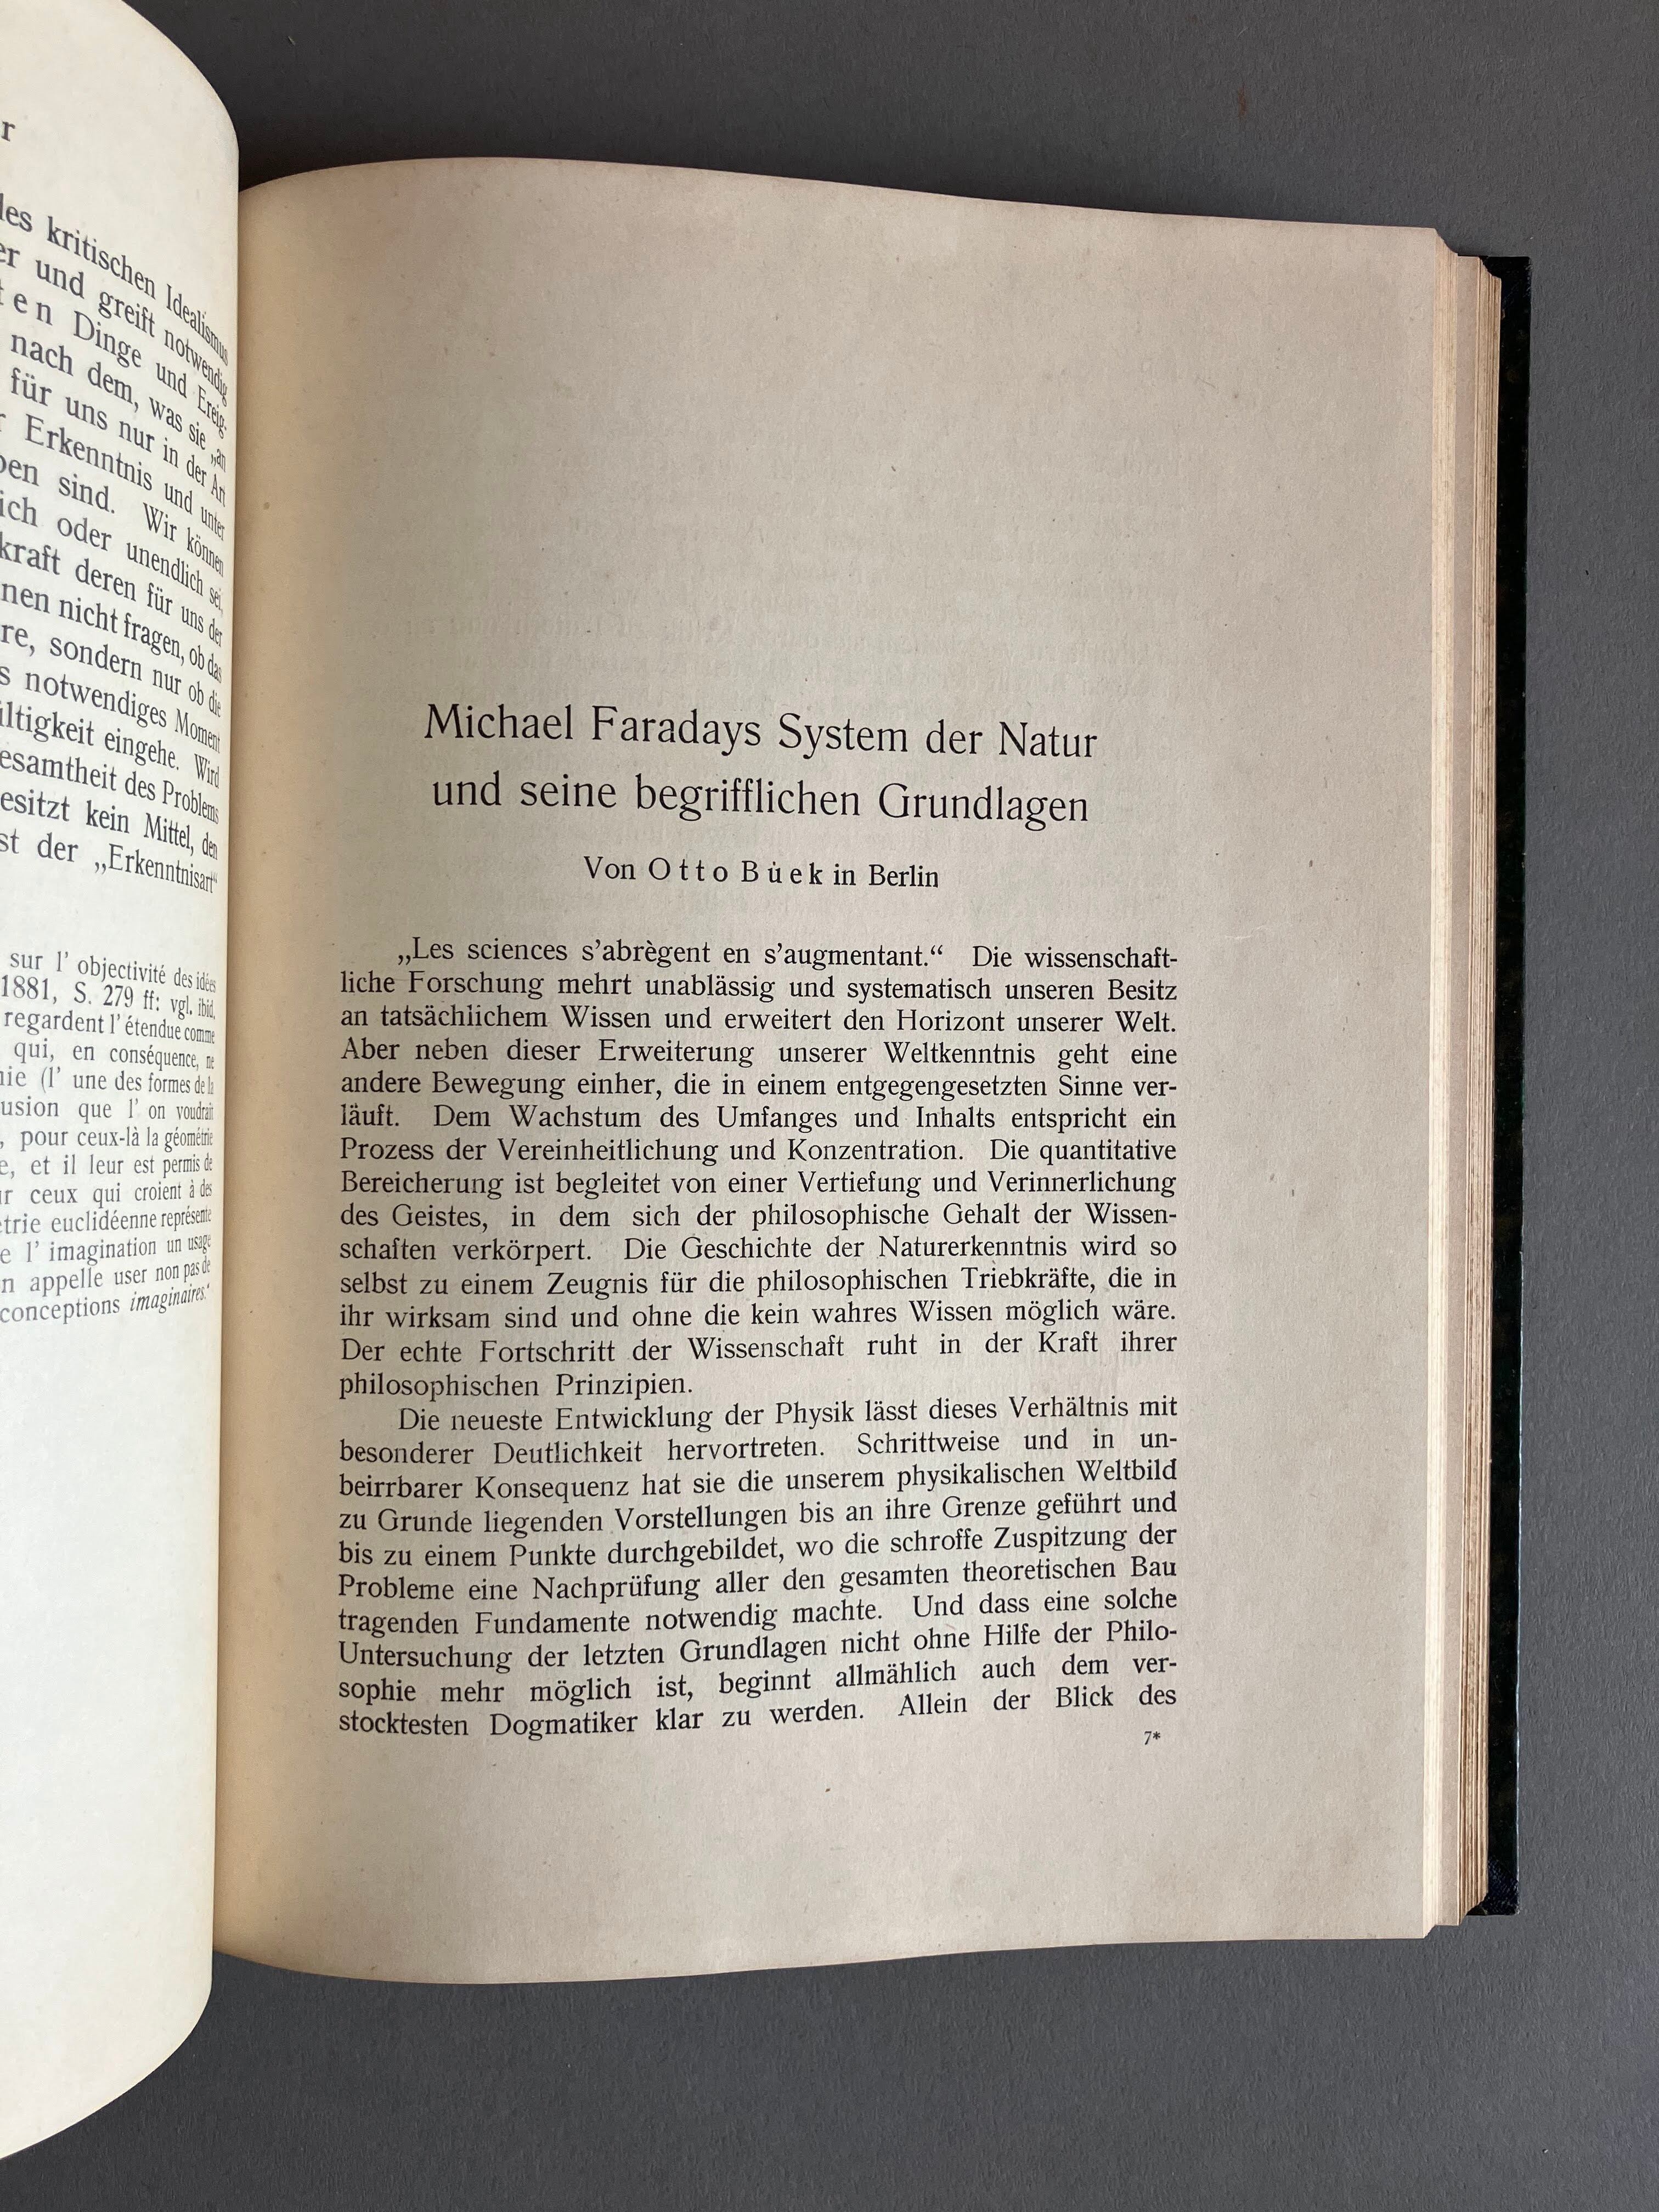 r
des kritischen Idealismus
er und greift notwendig
ten Dinge und Ereig-
nach dem, was sie „an
für uns nur in der Art
r Erkenntnis und unter
ben sind. Wir können
ich oder unendlich sei,
kraft deren für uns der
nen nicht fragen, ob das
re, sondern nur ob die
s notwendiges Moment
ültigkeit eingehe. Wird
esamtheit des Problems
esitzt kein Mittel, den
st der „Erkenntnisart“
sur l' objectivité des idées
1881, S. 279 ff: vgl. ibid,
regardent l' étendue comme
qui, en conséquence, ne
nie (l' une des formes de la
usion que l' on voudrait
, pour ceux-là la géométrie
e, et il leur est permis de
ur ceux qui croient à des
étrie euclidéenne représente
e l' imagination un usage
n appelle user non pas de
conceptions imaginaires.“
Michael Faradays System der Natur
und seine begrifflichen Grundlagen
Von Otto Buek in Berlin
„Les sciences s'abrègent en s'augmentant.“ Die wissenschaft-
liche Forschung mehrt unablässig und systematisch unseren Besitz
an tatsächlichem Wissen und erweitert den Horizont unserer Welt.
Aber neben dieser Erweiterung unserer Weltkenntnis geht eine
andere Bewegung einher, die in einem entgegengesetzten Sinne ver-
läuft. Dem Wachstum des Umfanges und Inhalts entspricht ein
Prozess der Vereinheitlichung und Konzentration. Die quantitative
Bereicherung ist begleitet von einer Vertiefung und Verinnerlichung
des Geistes, in dem sich der philosophische Gehalt der Wissen-
schaften verkörpert. Die Geschichte der Naturerkenntnis wird so
selbst zu einem Zeugnis für die philosophischen Triebkräfte, die in
ihr wirksam sind und ohne die kein wahres Wissen möglich wäre.
Der echte Fortschritt der Wissenschaft ruht in der Kraft ihrer
philosophischen Prinzipien.
Die neueste Entwicklung der Physik lässt dieses Verhältnis mit
besonderer Deutlichkeit hervortreten. Schrittweise und in un-
beirrbarer Konsequenz hat sie die unserem physikalischen Weltbild
zu Grunde liegenden Vorstellungen bis an ihre Grenze geführt und
bis zu einem Punkte durchgebildet, wo die schroffe Zuspitzung der
Probleme eine Nachprüfung aller den gesamten theoretischen Bau
tragenden Fundamente notwendig machte. Und dass eine solche
Untersuchung der letzten Grundlagen nicht ohne Hilfe der Philo-
sophie mehr möglich ist, beginnt allmählich auch dem ver-
stocktesten Dogmatiker klar zu werden. Allein der Blick des
7*